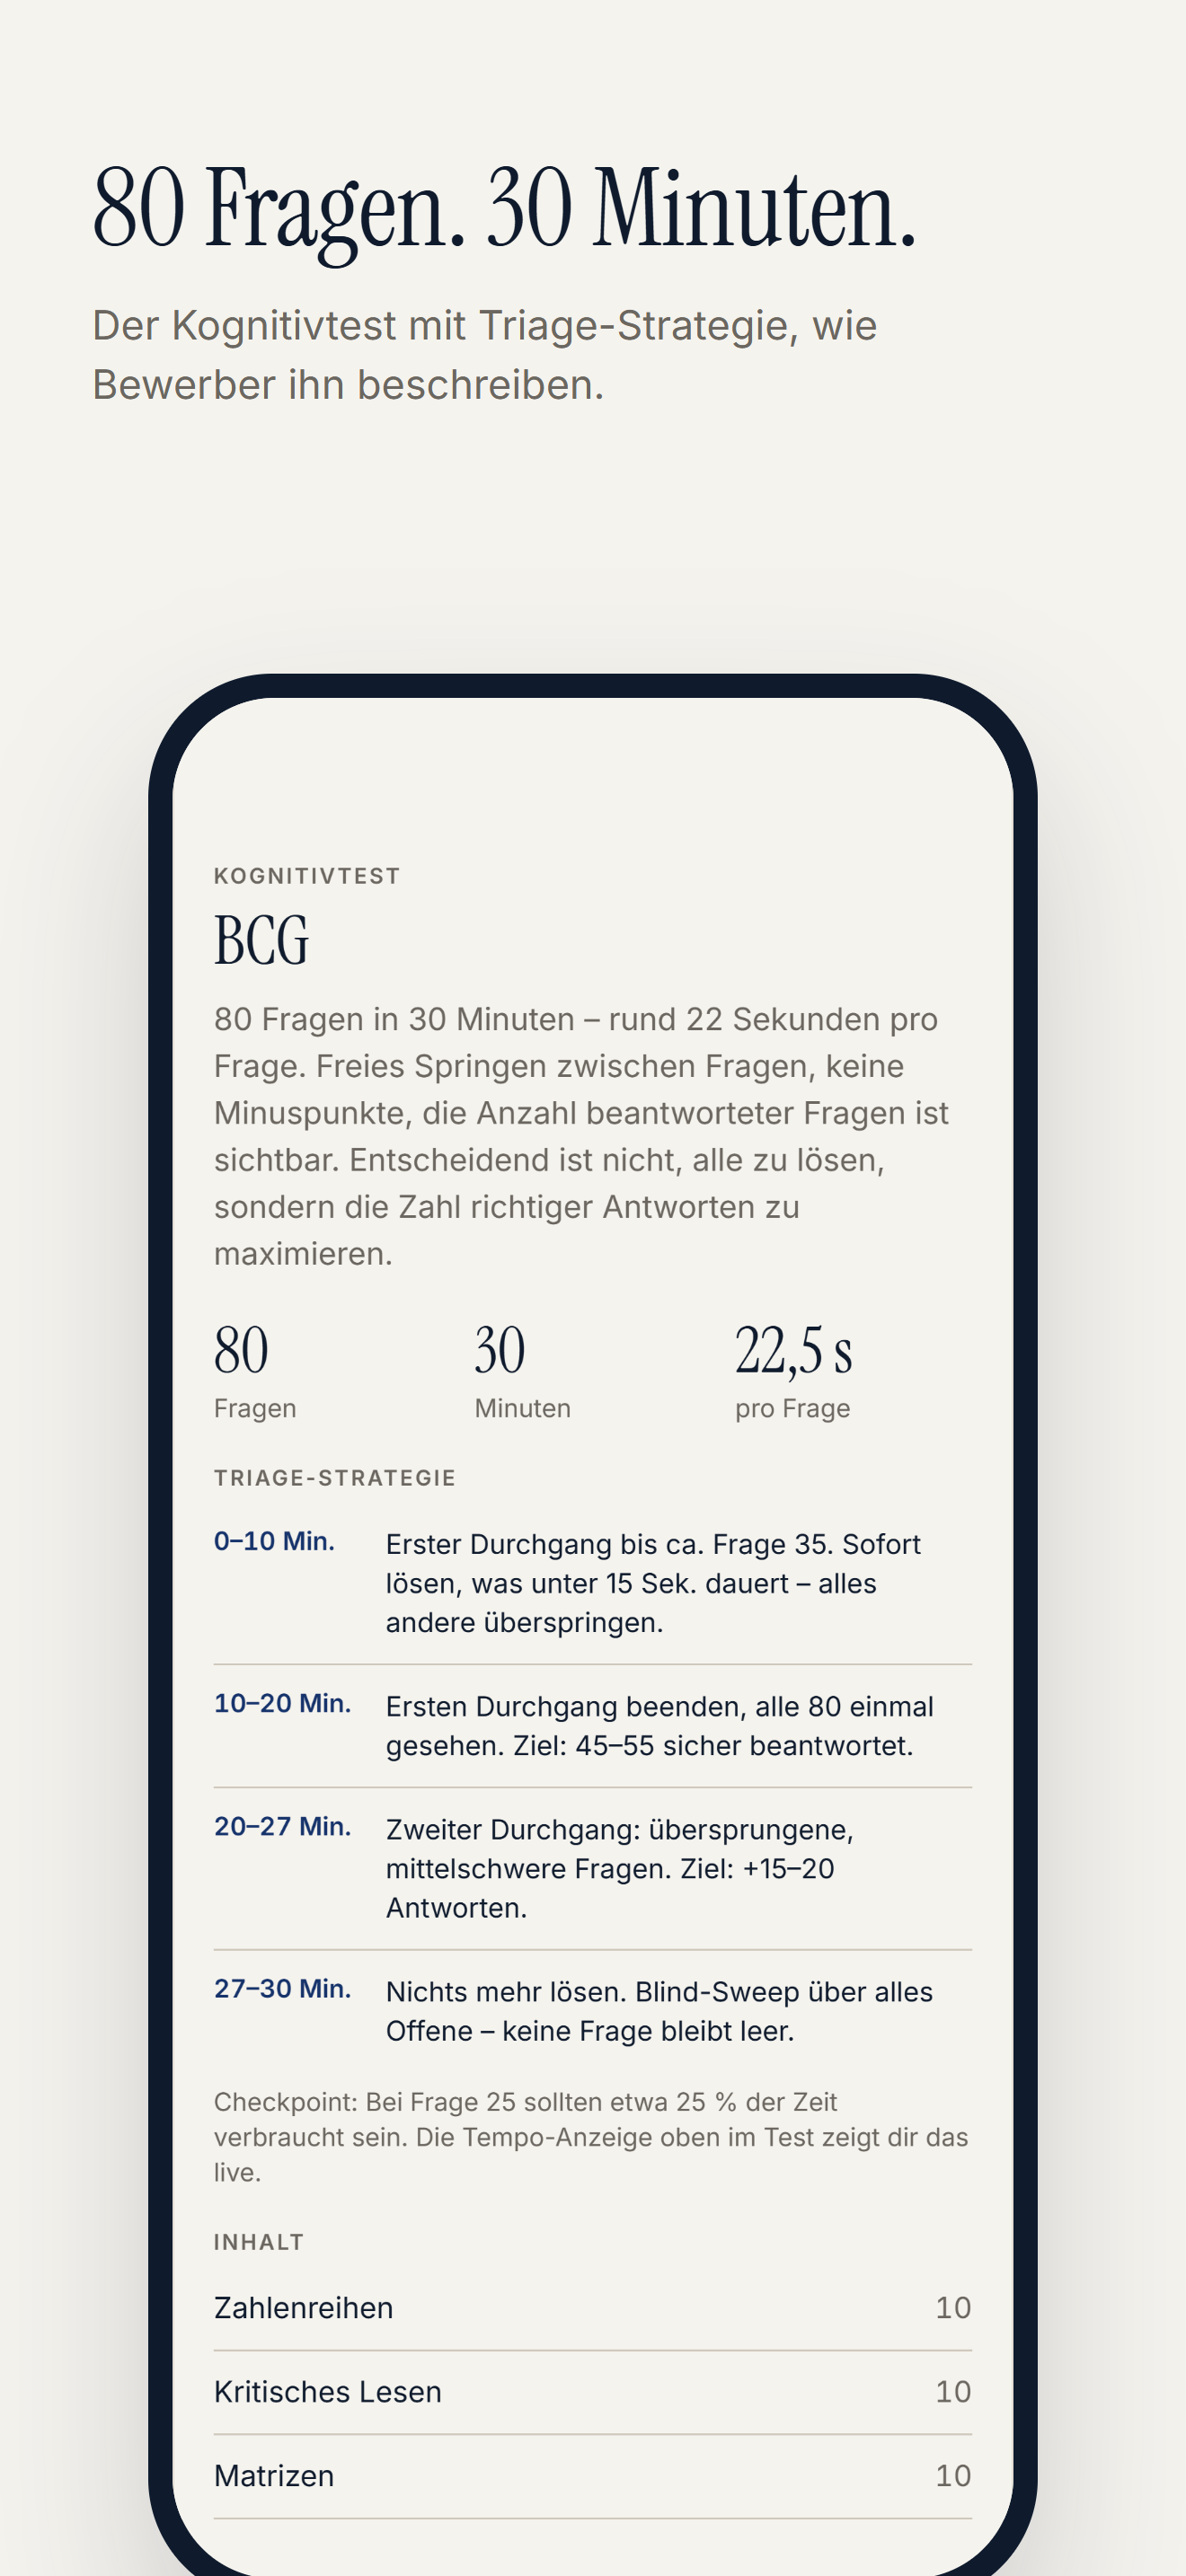 80 Fragen. 30 Minuten.
Der Kognitivtest mit Triage-Strategie, wie
Bewerber ihn beschreiben.
KOGNITIVTEST
BCG
80 Fragen in 30 Minuten – rund 22 Sekunden pro
Frage. Freies Springen zwischen Fragen, keine
Minuspunkte, die Anzahl beantworteter Fragen ist
sichtbar. Entscheidend ist nicht, alle zu lösen,
sondern die Zahl richtiger Antworten zu
maximieren.
80 30 22,5 s
Fragen Minuten pro Frage
TRIAGE-STRATEGIE
0–10 Min. Erster Durchgang bis ca. Frage 35. Sofort
lösen, was unter 15 Sek. dauert – alles
andere überspringen.
10–20 Min. Ersten Durchgang beenden, alle 80 einmal
gesehen. Ziel: 45–55 sicher beantwortet.
20–27 Min. Zweiter Durchgang: übersprungene,
mittelschwere Fragen. Ziel: +15–20
Antworten.
27–30 Min. Nichts mehr lösen. Blind-Sweep über alles
Offene – keine Frage bleibt leer.
Checkpoint: Bei Frage 25 sollten etwa 25 % der Zeit
verbraucht sein. Die Tempo-Anzeige oben im Test zeigt dir das
live.
INHALT
Zahlenreihen 10
Kritisches Lesen 10
Matrizen 10